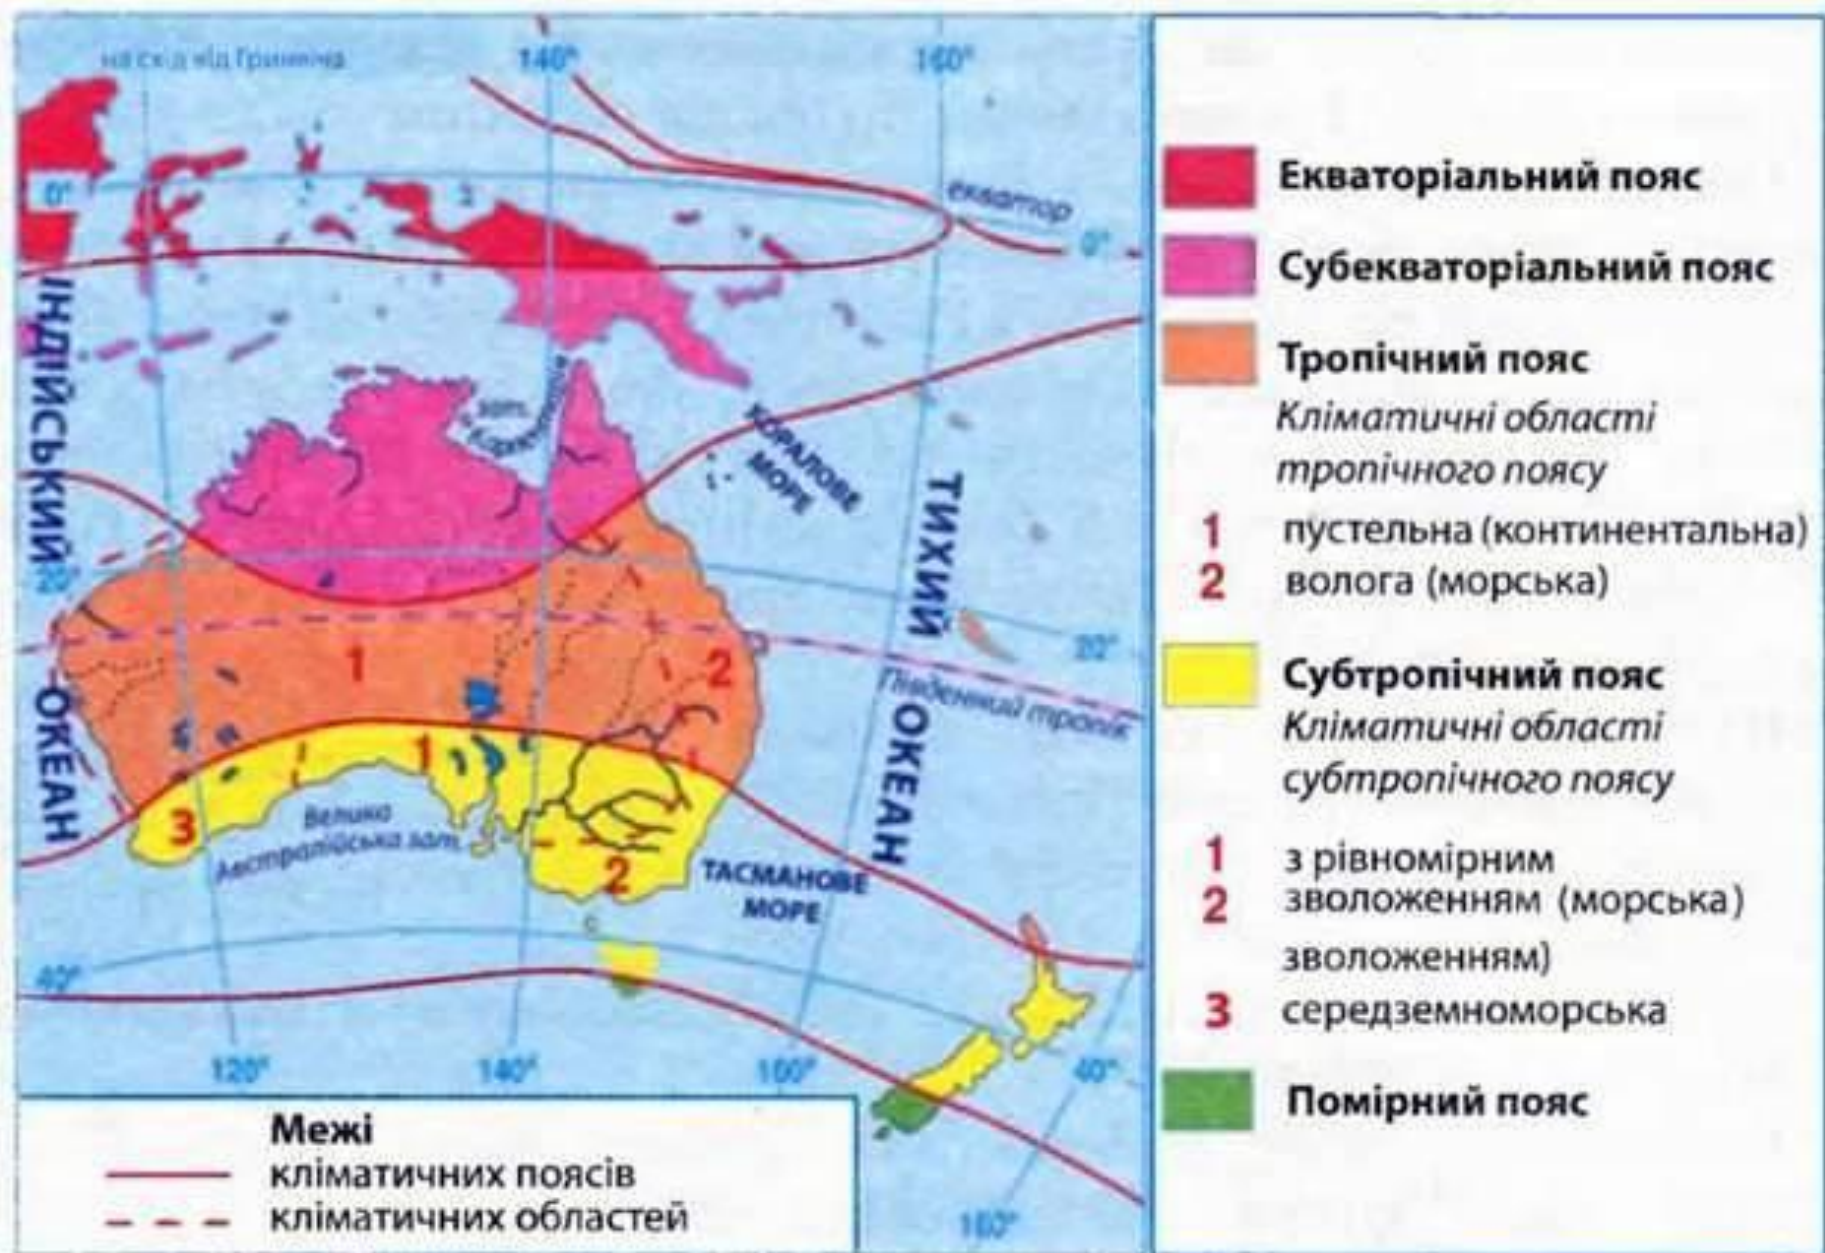 на схід від Гринвіча
140°
160°
0°
екватор
0°
ІНДІЙСЬКИЙ
ОКЕАН
зат.
Карпентарія
КОРАЛОВЕ
МОРЕ
ТИХИЙ
ОКЕАН
20°
20°
1
2
Південний тропік
1
3
2
Велика
Австралійська зат.
ТАСМАНОВЕ
МОРЕ
40°
120°
140°
160°
40°
180°
Межі
кліматичних поясів
кліматичних областей
Екваторіальний пояс
Субекваторіальний пояс
Тропічний пояс
Кліматичні області
тропічного поясу
1 пустельна (континентальна)
2 волога (морська)
Субтропічний пояс
Кліматичні області
субтропічного поясу
1 з рівномірним
2 зволоженням (морська)
зволоженням)
3 середземноморська
Помірний пояс